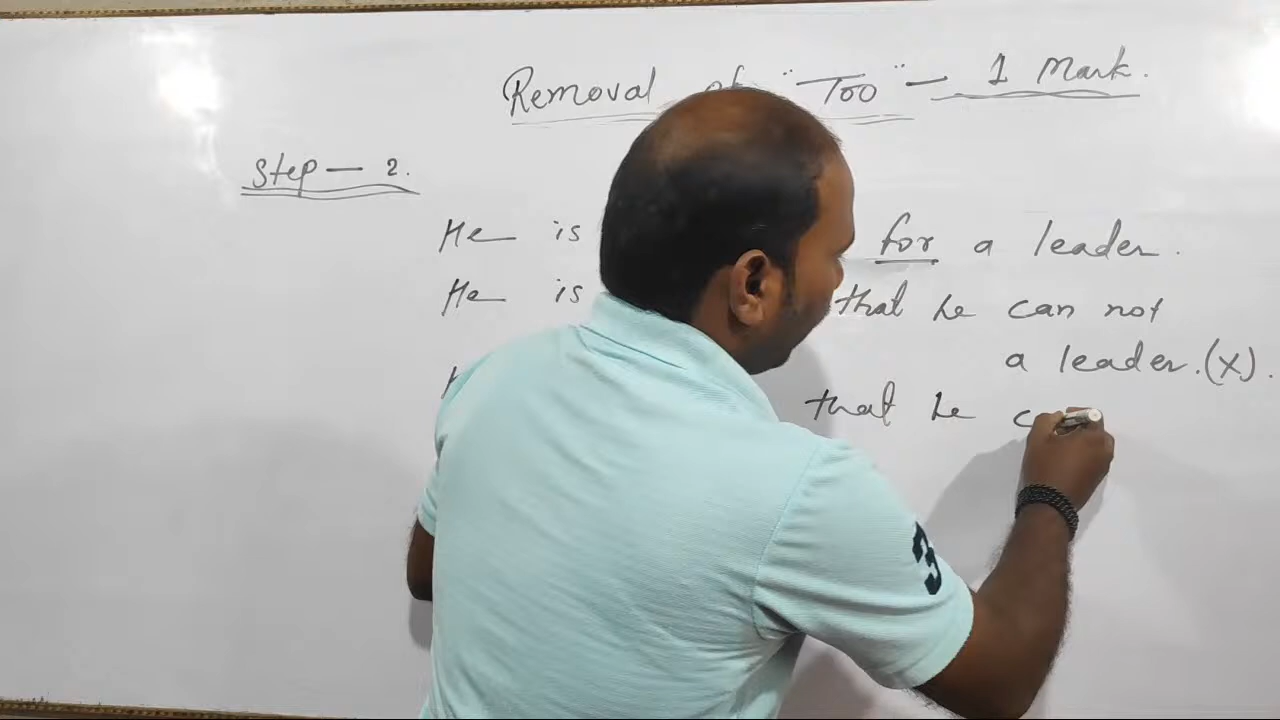 Removal of "Too" - 1 Mark.
Step - 2.
He is for a leader.
He is that he can not
a leader. (x).
that he c
3